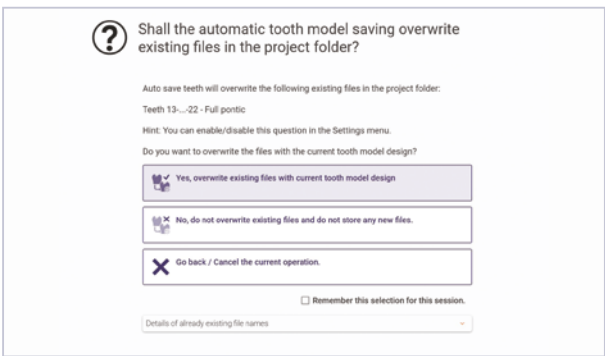 Shall the automatic tooth model saving overwrite
existing files in the project folder?
Auto save teeth will overwrite the following existing files in the project folder:
Teeth 13-...-22 - Full pontic
Hint: You can enable/disable this question in the Settings menu.
Do you want to overwrite the files with the current tooth model design?
Yes, overwrite existing files with current tooth model design
No, do not overwrite existing files and do not store any new files.
Go back / Cancel the current operation.
Remember this selection for this session.
Details of already existing file names